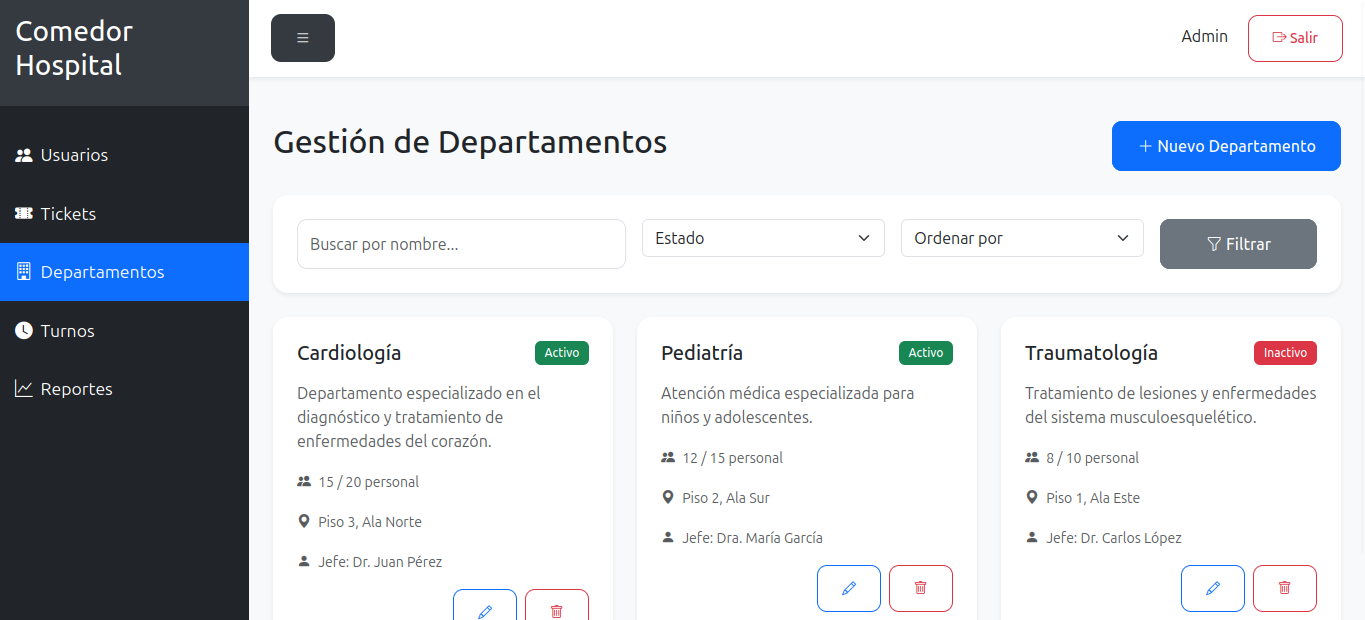 Comedor
Hospital
Admin
Salir
Usuarios
Tickets
Departamentos
Turnos
Reportes
Gestión de Departamentos
+ Nuevo Departamento
Buscar por nombre...
Estado
Ordenar por
Filtrar
Cardiología
Activo
Departamento especializado en el
diagnóstico y tratamiento de
enfermedades del corazón.
15 / 20 personal
Piso 3, Ala Norte
Jefe: Dr. Juan Pérez
Pediatría
Activo
Atención médica especializada para
niños y adolescentes.
12 / 15 personal
Piso 2, Ala Sur
Jefe: Dra. María García
Traumatología
Inactivo
Tratamiento de lesiones y enfermedades
del sistema musculoesquelético.
8 / 10 personal
Piso 1, Ala Este
Jefe: Dr. Carlos López